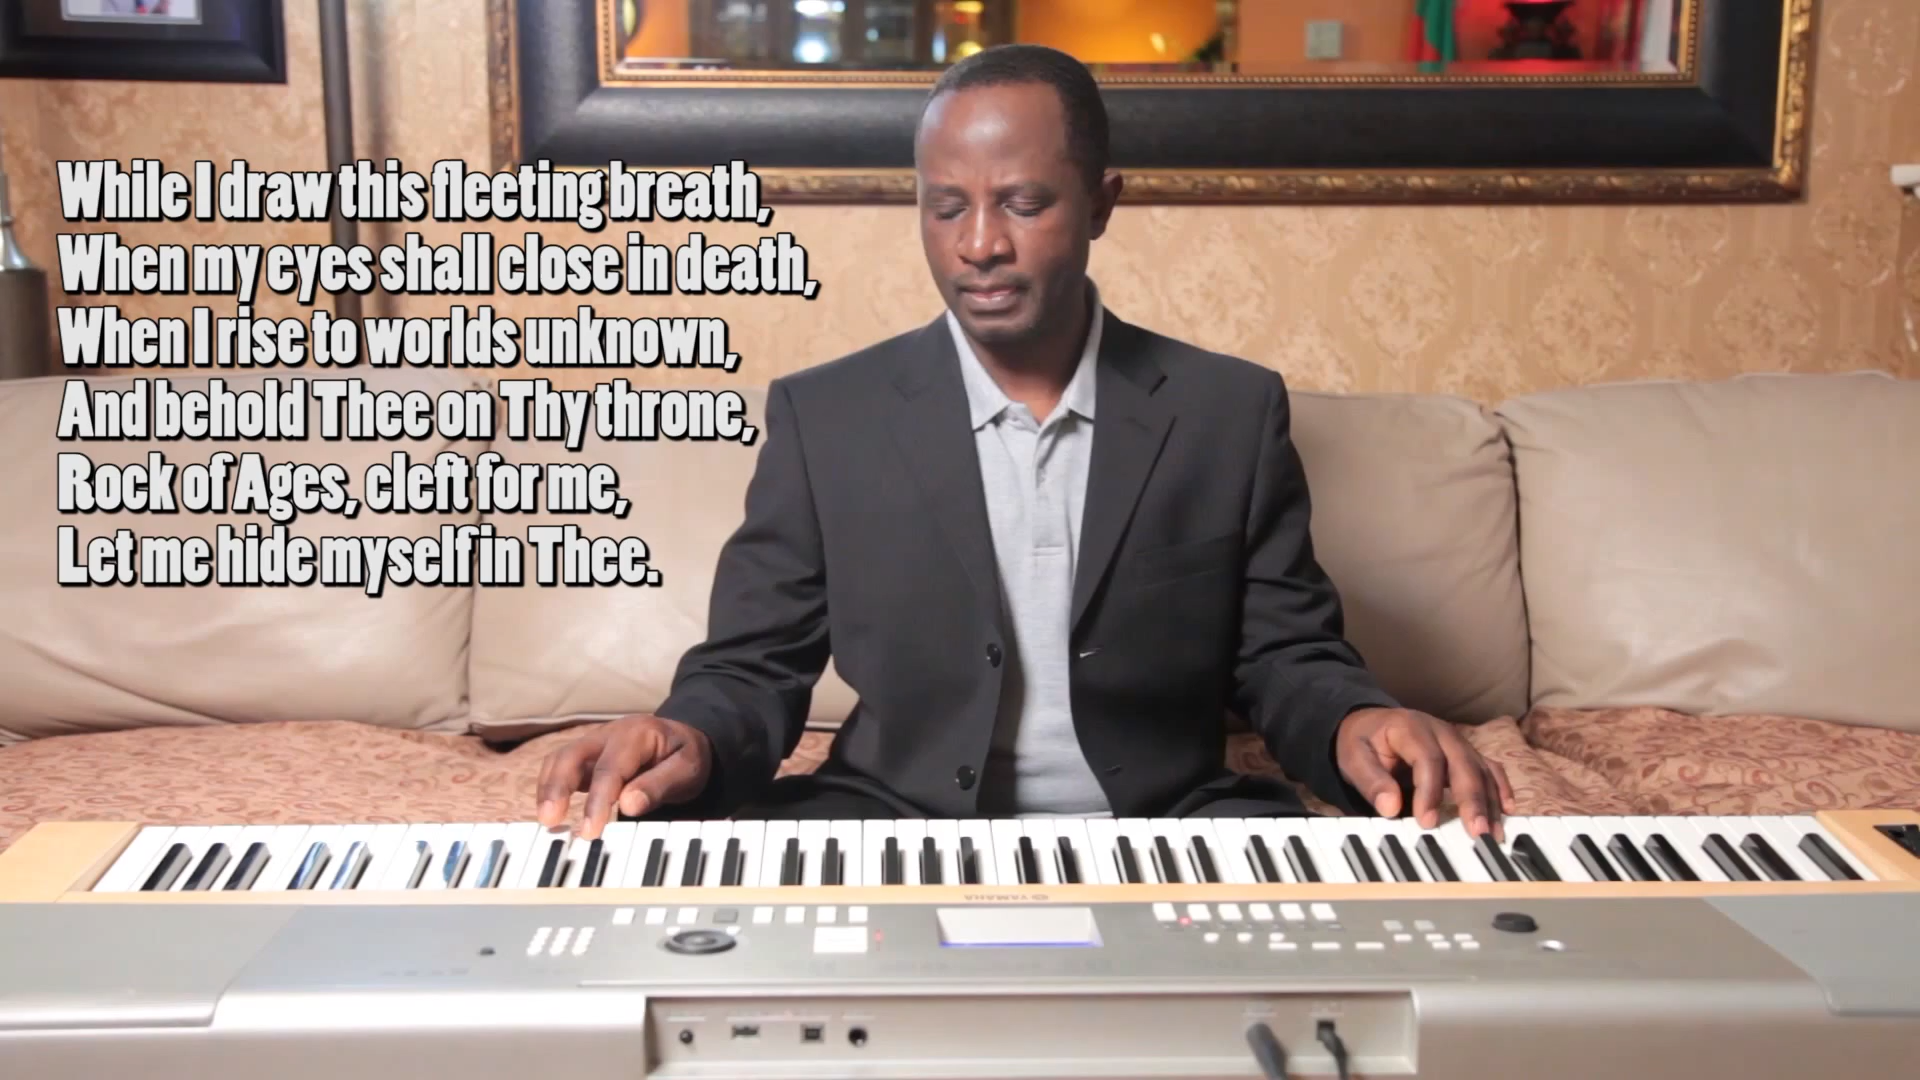 While I draw this fleeting breath,
When my eyes shall close in death,
When I rise to worlds unknown,
And behold Thee on Thy throne,
Rock of Ages, cleft for me,
Let me hide myself in Thee.
YAMAHA